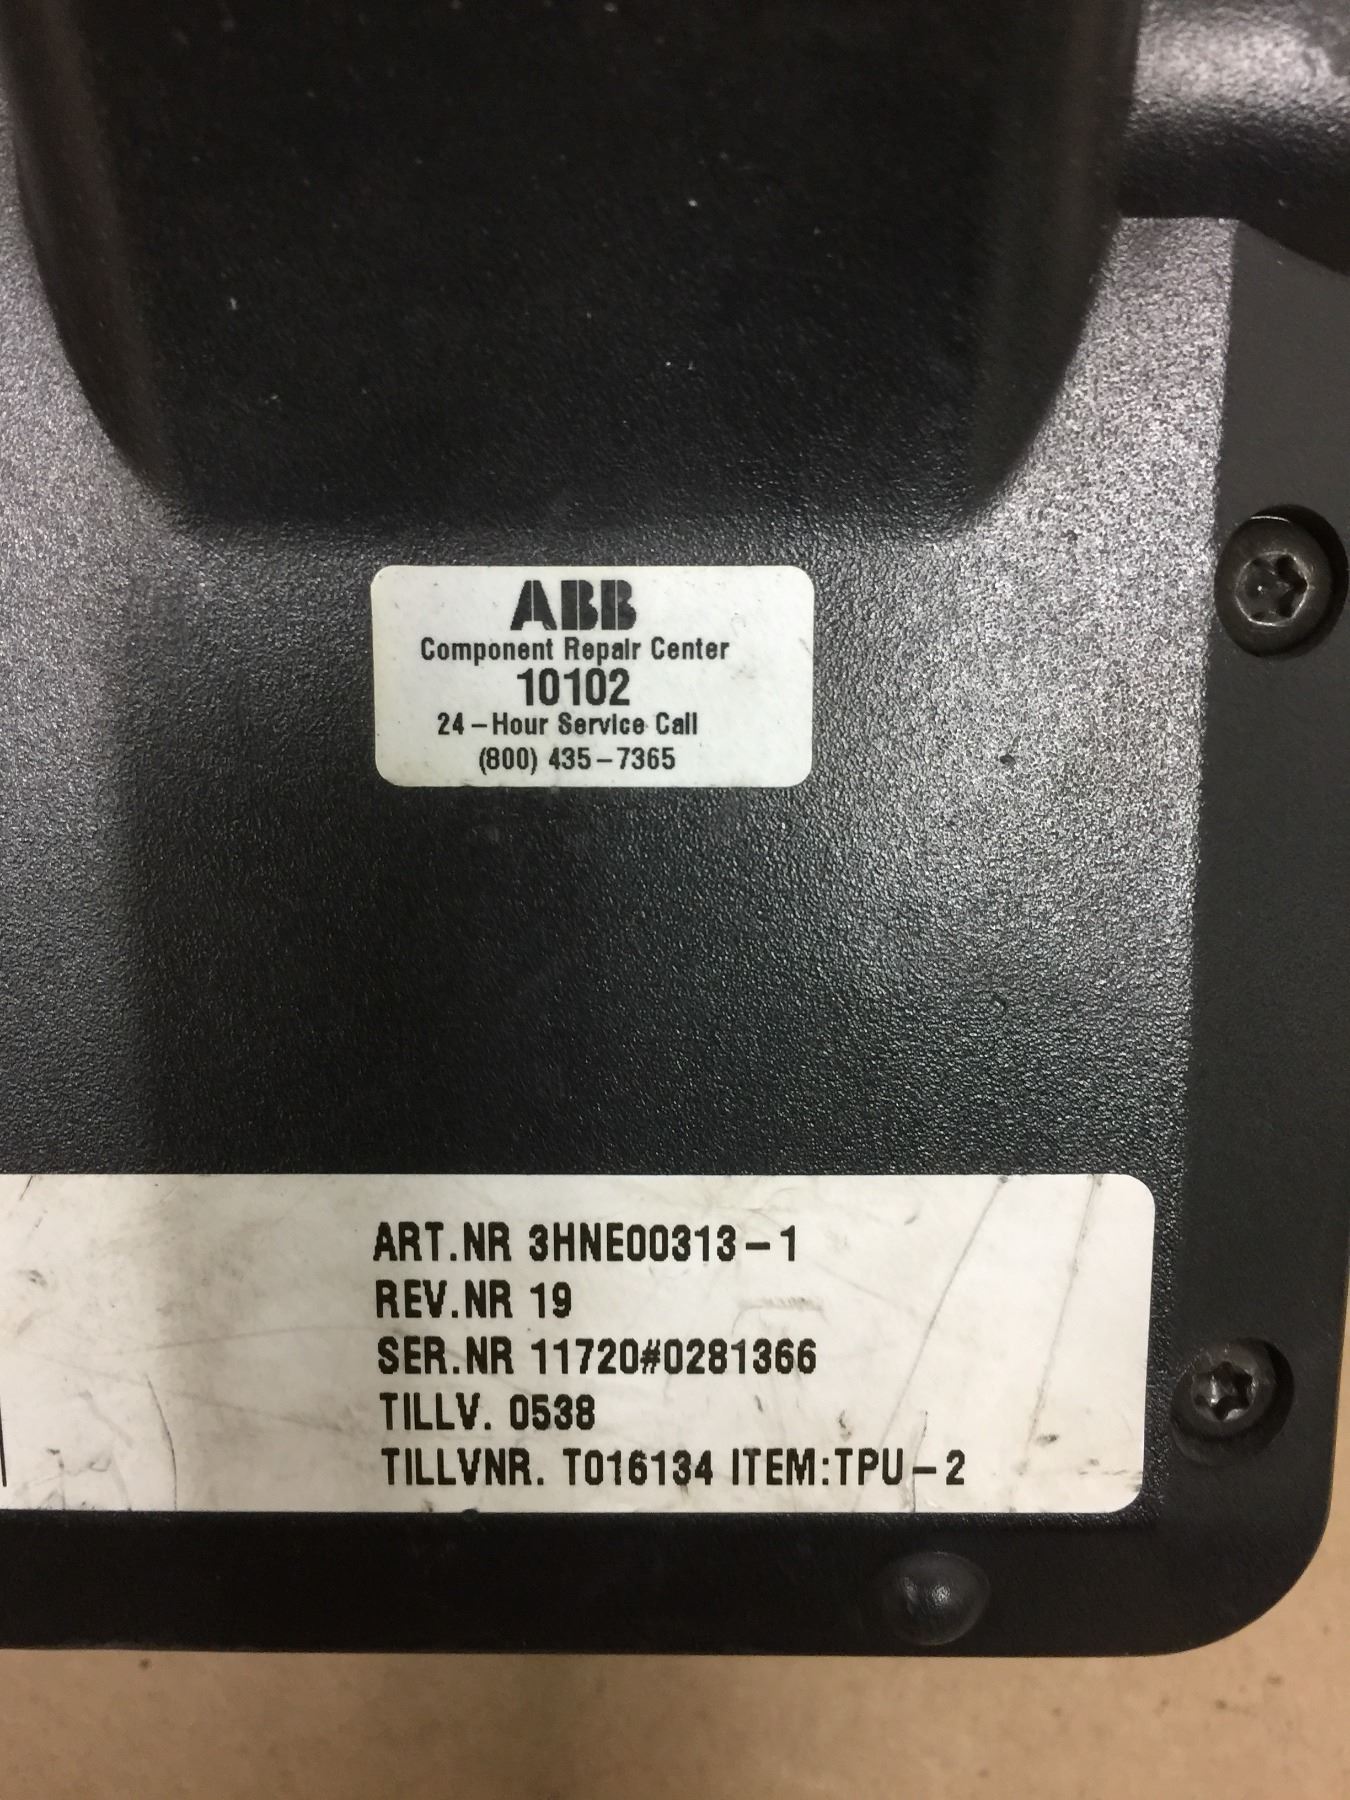 ABB
Component Repair Center
10102
24-Hour Service Call
(800) 435-7365
ART.NR 3HNE00313-1
REV.NR 19
SER.NR 11720#0281366
TILLV. 0538
TILLVNR. T016134 ITEM:TPU-2